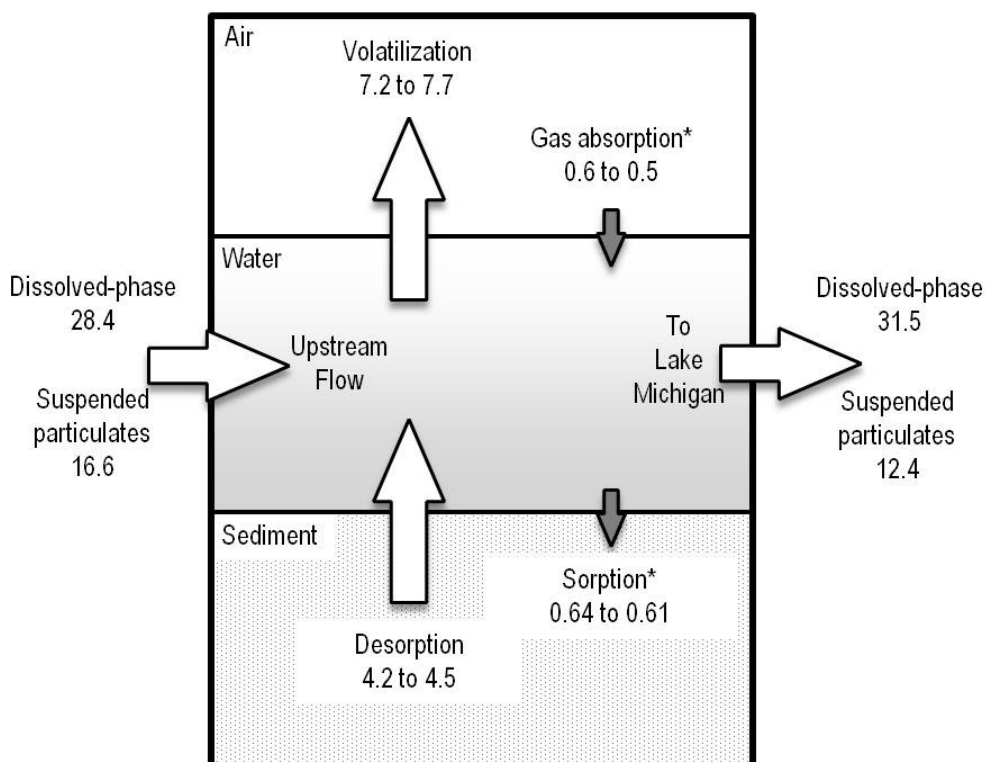 Air
Volatilization
7.2 to 7.7
Gas absorption*
0.6 to 0.5
Water
Dissolved-phase
28.4
Suspended
particulates
16.6
Upstream
Flow
To
Lake
Michigan
Dissolved-phase
31.5
Suspended
particulates
12.4
Sediment
Desorption
4.2 to 4.5
Sorption*
0.64 to 0.61